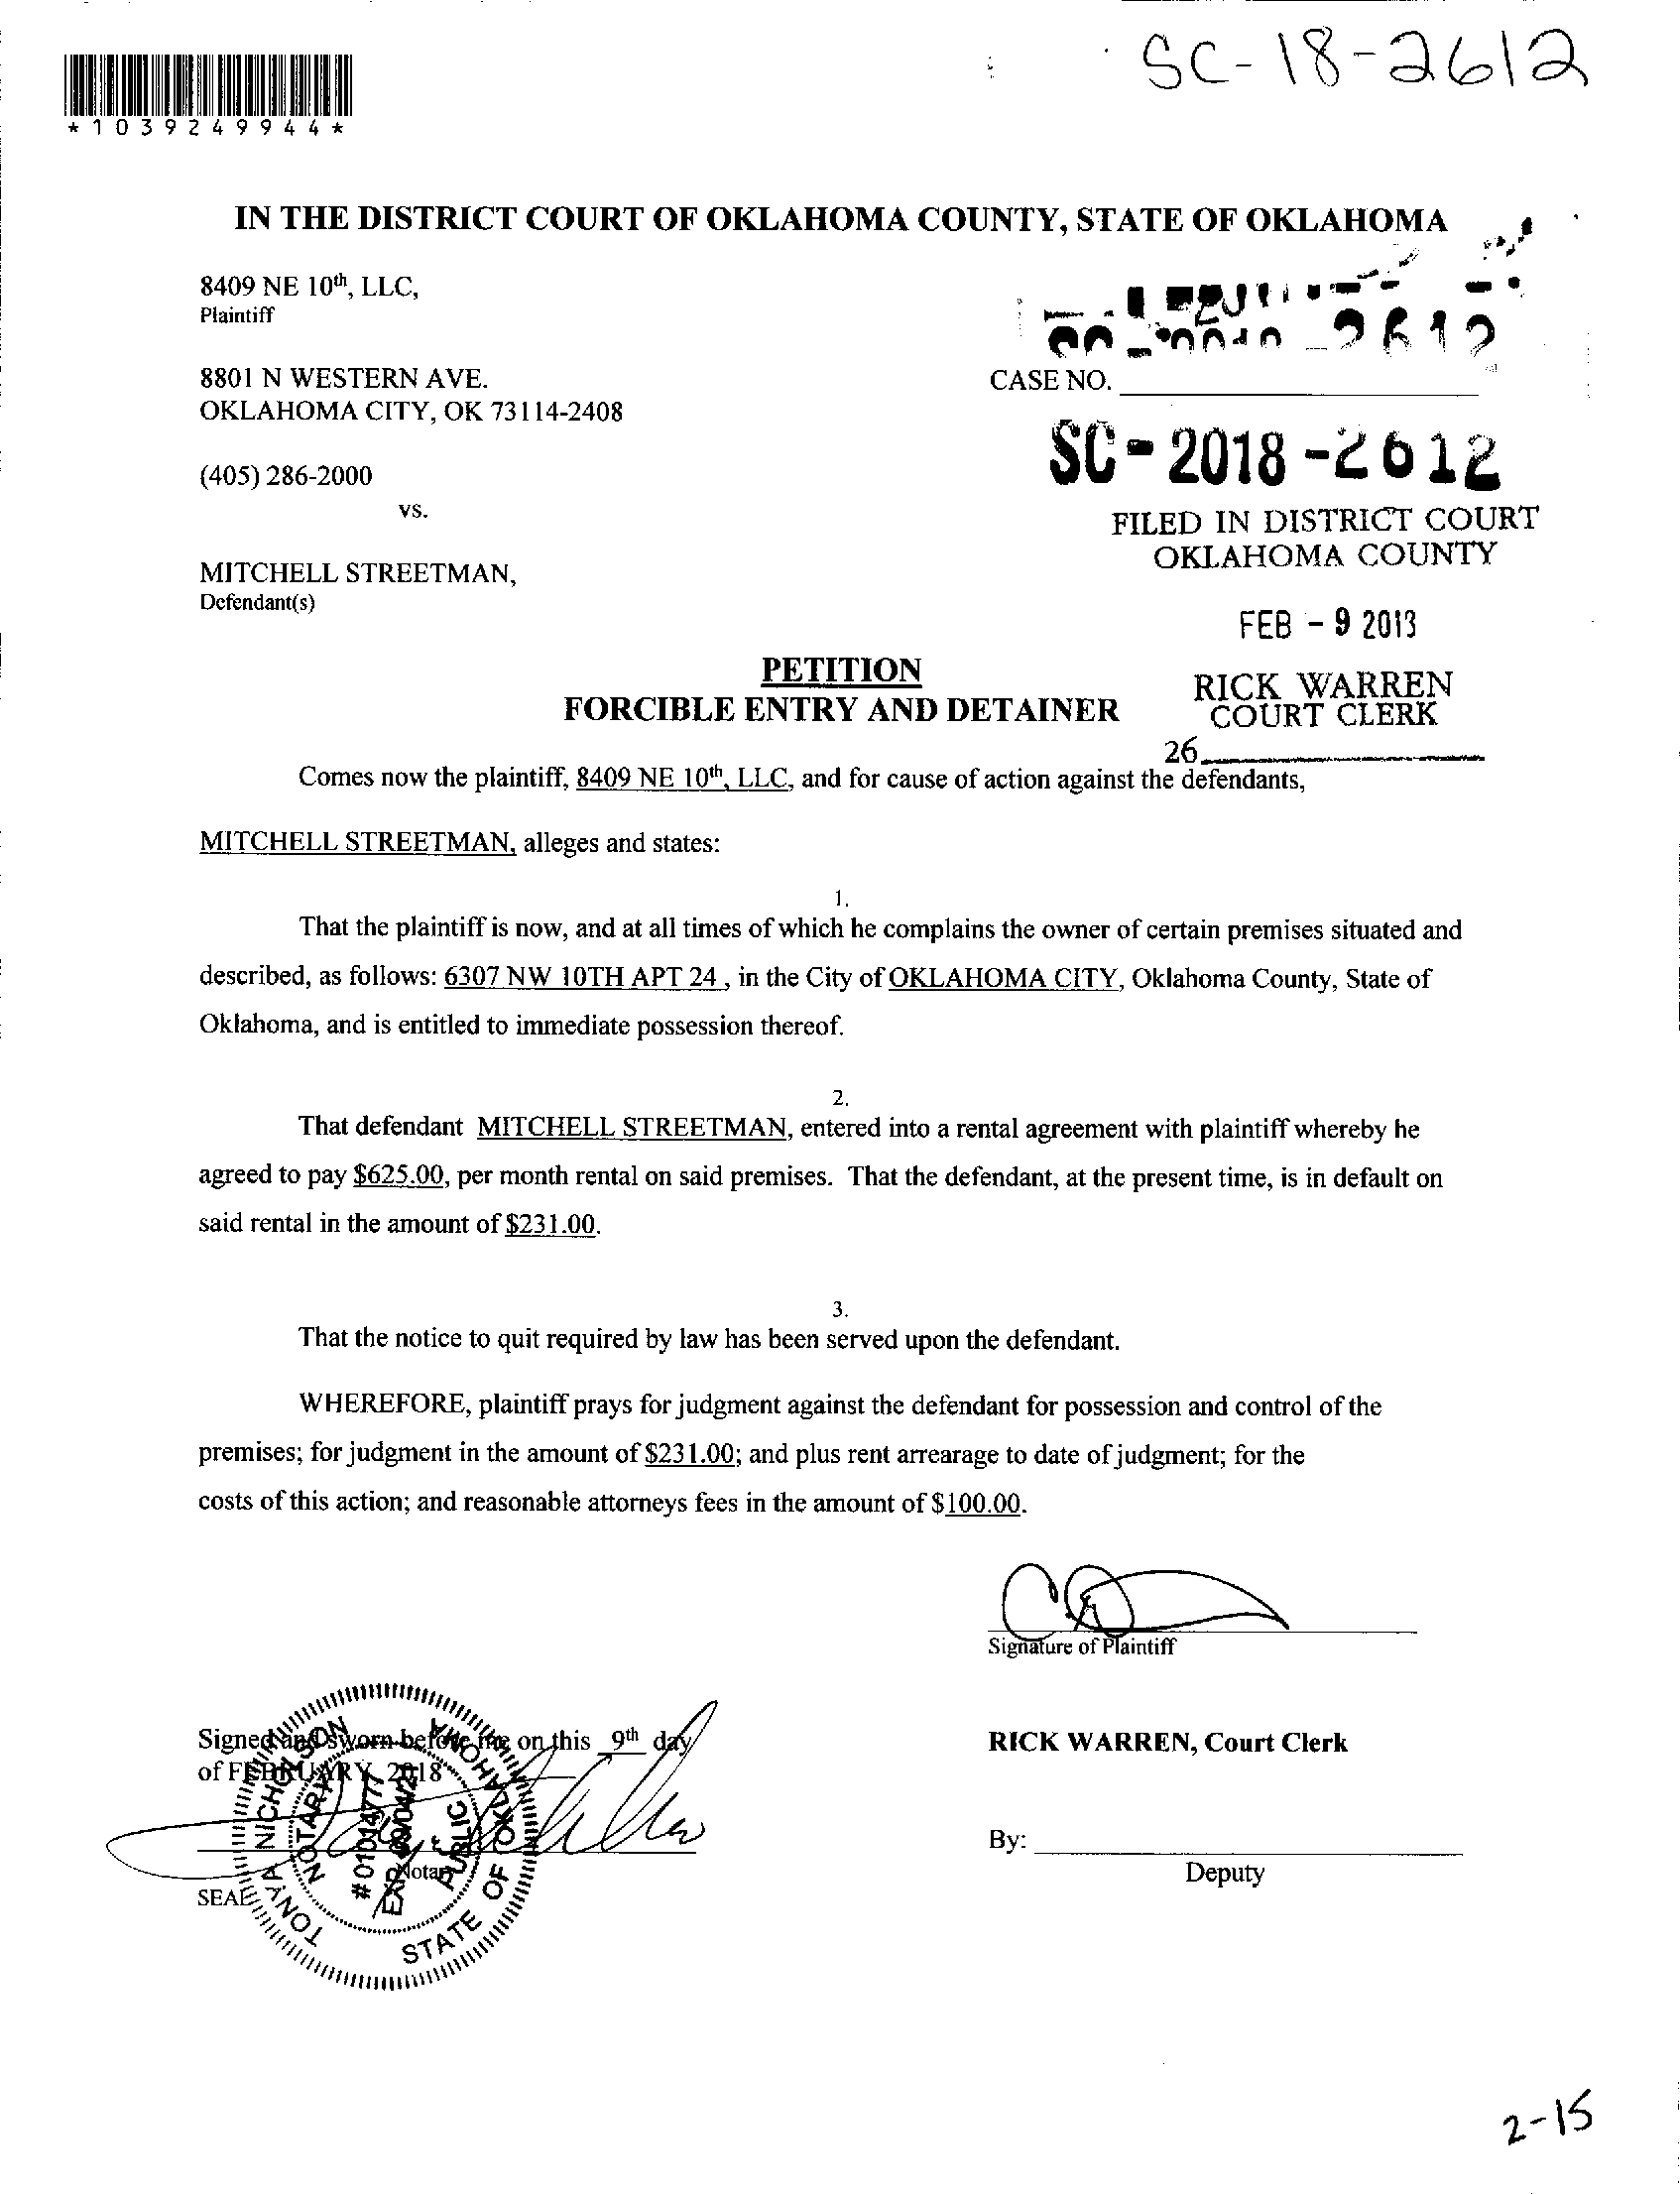 SC-18-2612
*1039249944*
IN THE DISTRICT COURT OF OKLAHOMA COUNTY, STATE OF OKLAHOMA
8409 NE 10th, LLC,
Plaintiff
8801 N WESTERN AVE.
CASE NO.
OKLAHOMA CITY, OK 73114-2408
SC-2018-2612
(405) 286-2000
vs.
FILED IN DISTRICT COURT
OKLAHOMA COUNTY
MITCHELL STREETMAN,
Defendant(s)
FEB - 9 2018
PETITION
FORCIBLE ENTRY AND DETAINER
RICK WARREN
COURT CLERK
26
Comes now the plaintiff, 8409 NE 10th, LLC, and for cause of action against the defendants,
MITCHELL STREETMAN, alleges and states:
1.
That the plaintiff is now, and at all times of which he complains the owner of certain premises situated and
described, as follows: 6307 NW 10TH APT 24 , in the City of OKLAHOMA CITY, Oklahoma County, State of
Oklahoma, and is entitled to immediate possession thereof.
2.
That defendant MITCHELL STREETMAN, entered into a rental agreement with plaintiff whereby he
agreed to pay $625.00, per month rental on said premises. That the defendant, at the present time, is in default on
said rental in the amount of $231.00.
3.
That the notice to quit required by law has been served upon the defendant.
WHEREFORE, plaintiff prays for judgment against the defendant for possession and control of the
premises; for judgment in the amount of $231.00; and plus rent arrearage to date of judgment; for the
costs of this action; and reasonable attorneys fees in the amount of $100.00.
Signature of Plaintiff
Signed and sworn before me on this 9th day
of FEBRUARY, 2018
RICK WARREN, Court Clerk
By:
Deputy
Notary
SEAL
TONYA NICHOLSON
NOTARY PUBLIC
STATE OF OKLAHOMA
# 01014777
2-15